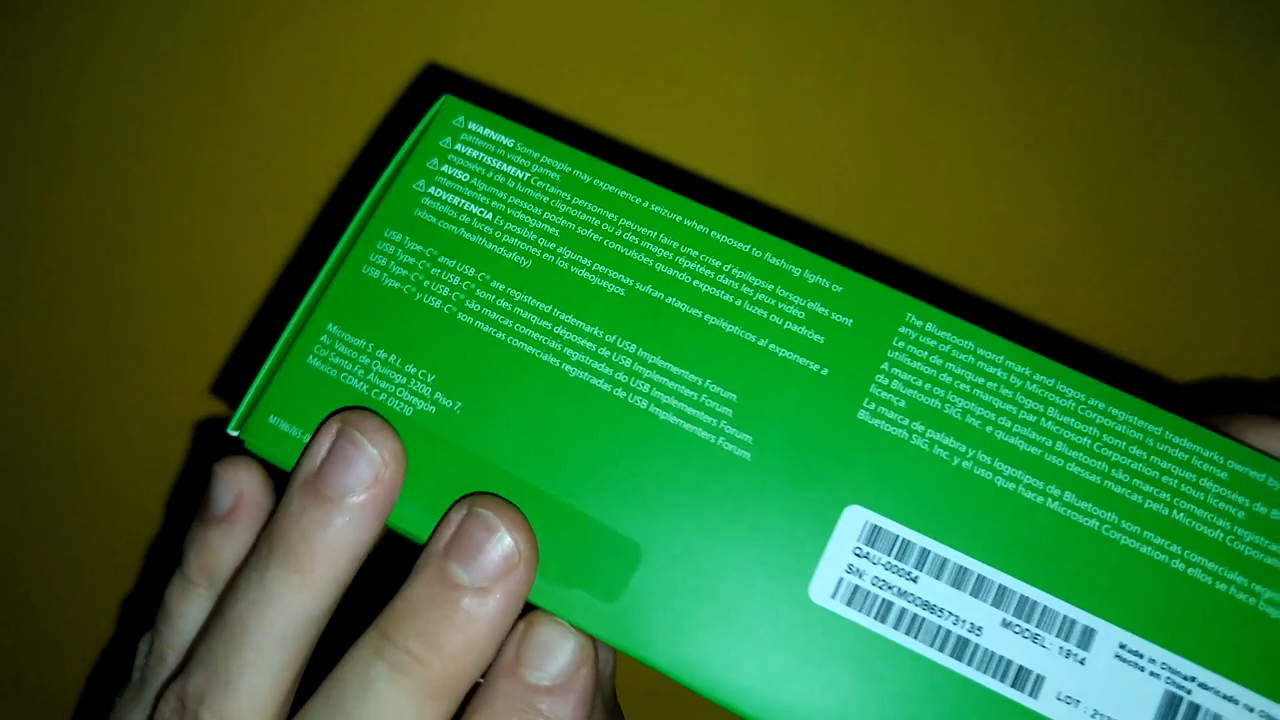 WARNING Some people may experience a seizure when exposed to flashing lights or
patterns in video games.
AVERTISSEMENT Certaines personnes peuvent faire une crise d'épilepsie lorsqu'elles sont
exposées à de la lumière clignotante ou à des images répétées dans les jeux vidéo.
AVISO Algumas pessoas podem sofrer convulsões quando expostas a luzes ou padrões
intermitentes em videogames.
ADVERTENCIA Es posible que algunas personas sufran ataques epilépticos al exponerse a
destellos de luces o patrones en los videojuegos.
(xbox.com/healthandsafety)
USB Type-C® and USB-C® are registered trademarks of USB Implementers Forum.
USB Type-C® et USB-C® sont des marques déposées de USB Implementers Forum.
USB Type-C® e USB-C® são marcas comerciais registradas do USB Implementers Forum.
USB Type-C® y USB-C® son marcas comerciales registradas de USB Implementers Forum.
Microsoft S. de R.L. de C.V.
Av. Vasco de Quiroga 3200, Piso 7,
Col Santa Fe, Álvaro Obregón
México, CDMX, C.P. 01210
M1186765-0
The Bluetooth word mark and logos are registered trademarks owned by
any use of such marks by Microsoft Corporation is under license.
Le mot de marque et les logos Bluetooth sont des marques déposées de B
utilisation de ces marques par Microsoft Corporation est sous licence.
A marca e os logotipos da palavra Bluetooth são marcas comerciais registra
da Bluetooth SIG, Inc. e qualquer uso dessas marcas pela Microsoft Corporat
licença.
La marca de palabra y los logotipos de Bluetooth son marcas comerciales regis
Bluetooth SIG, Inc. y el uso que hace Microsoft Corporation de ellos se hace baj
QAU-00054
SN: 02KM00B6573135
MODEL: 1914
Made in China/Fabricado na C
Hecho en China
LOT : 21